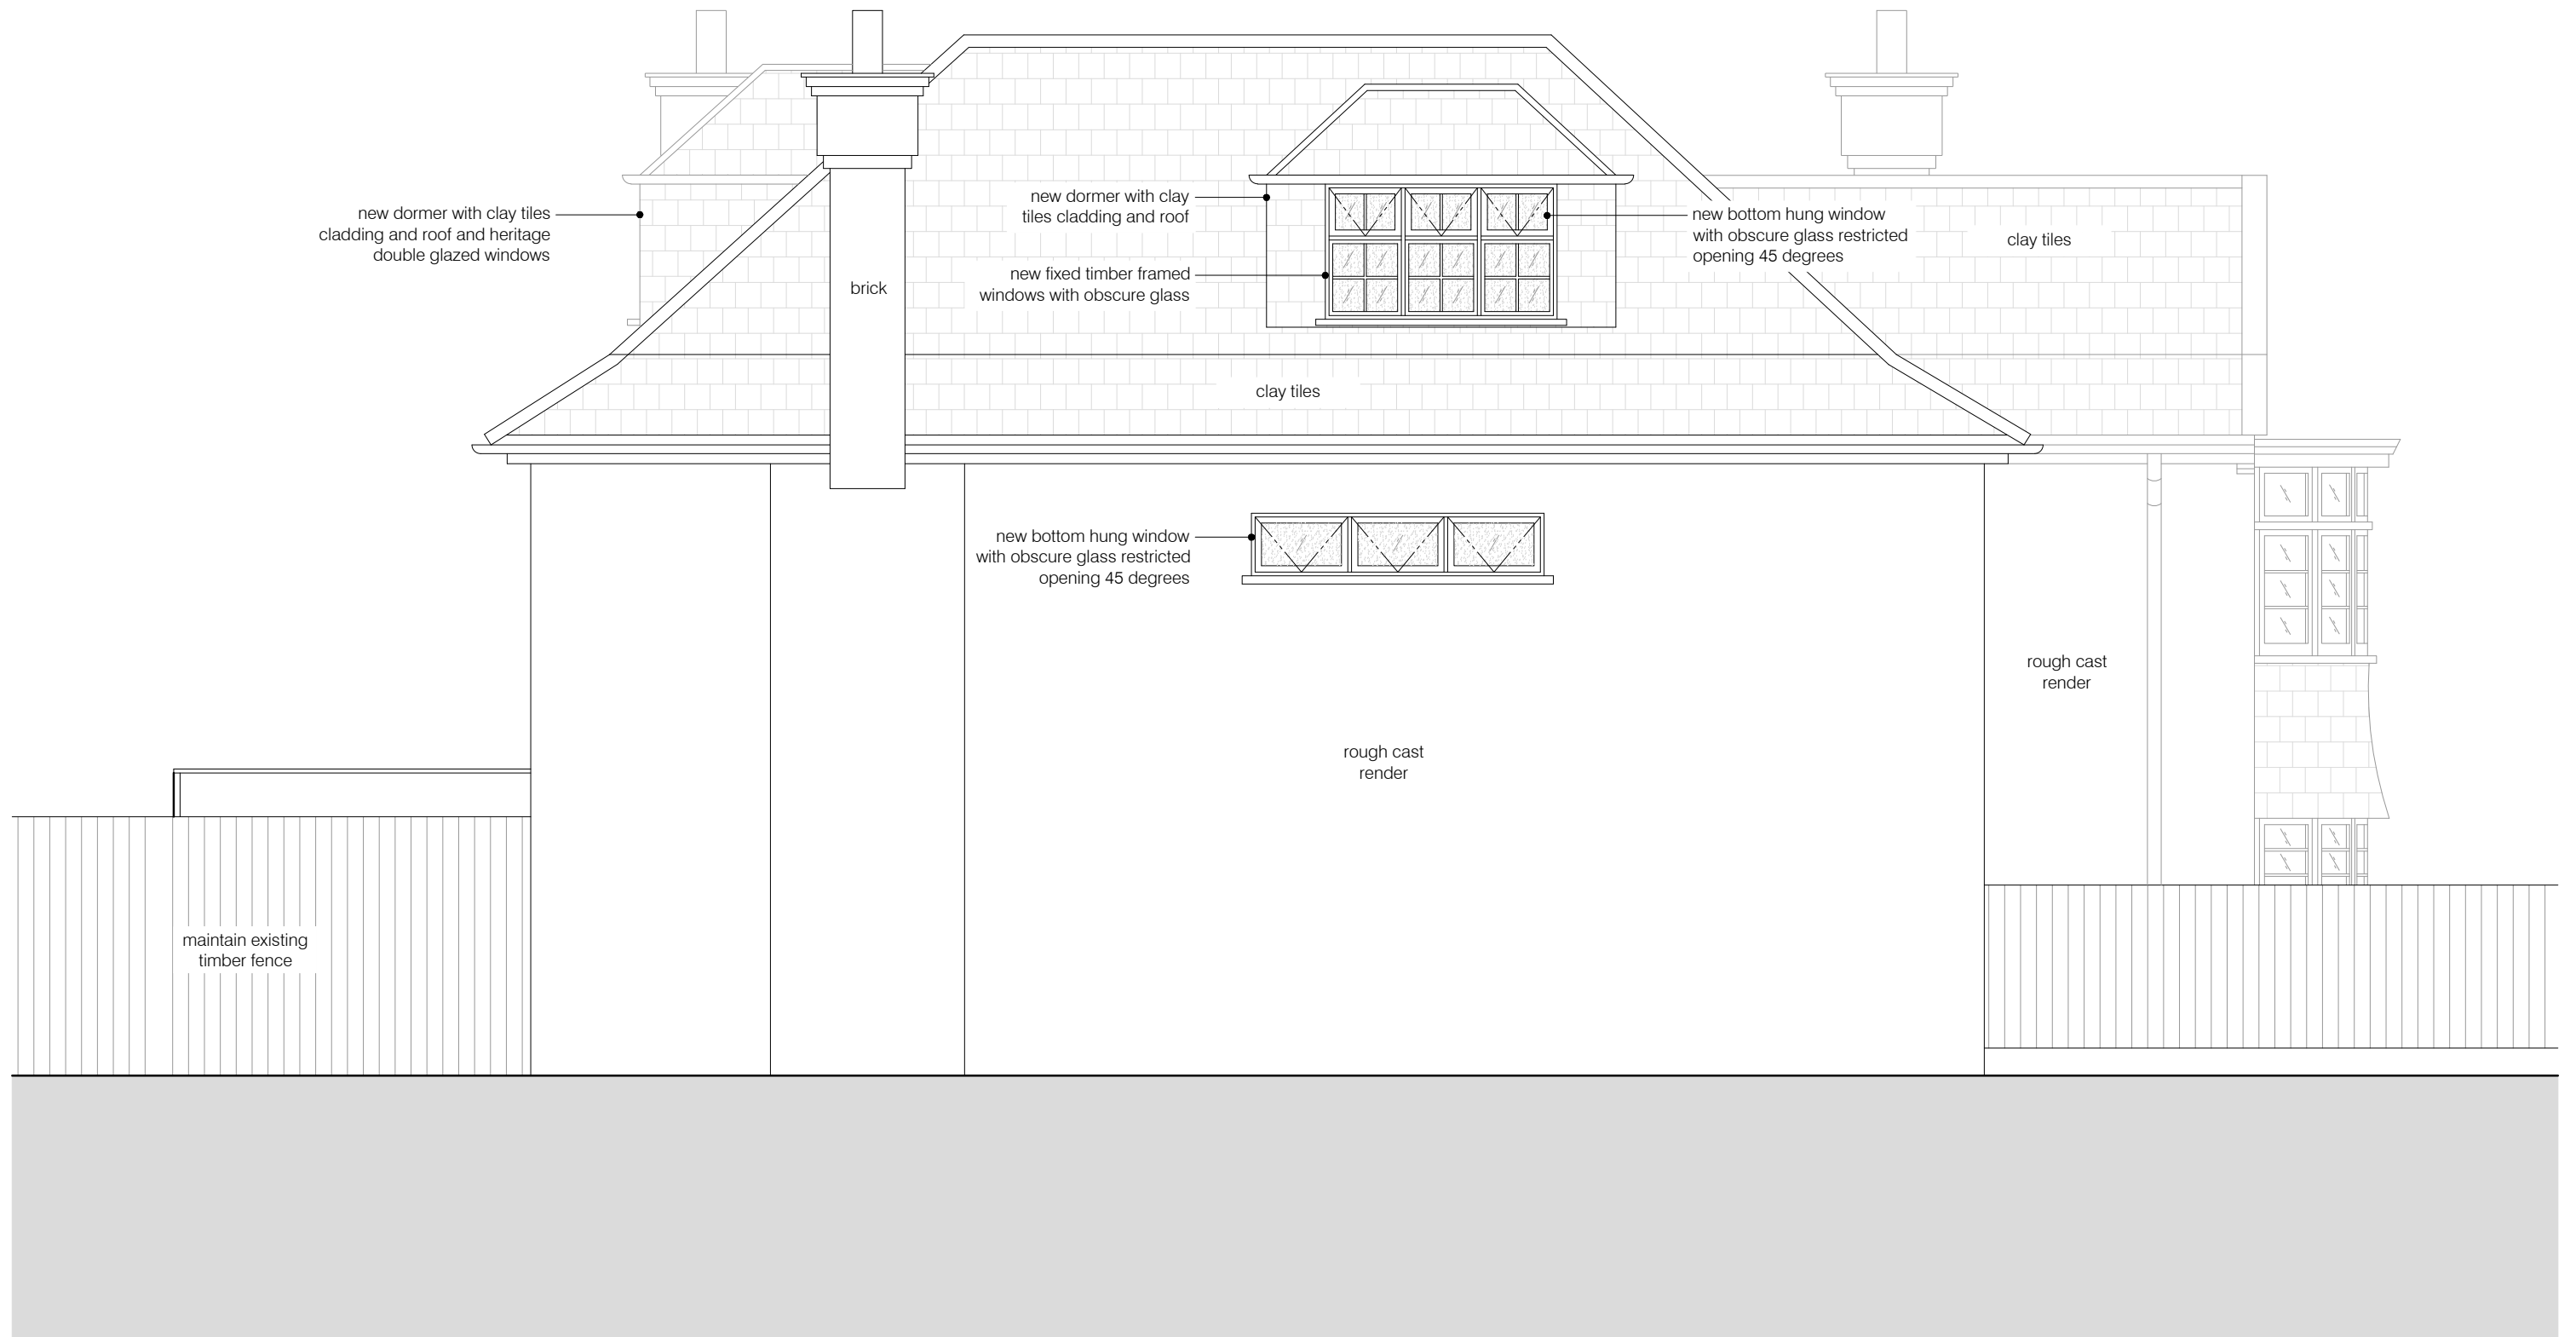 new dormer with clay tiles
cladding and roof and heritage
double glazed windows
brick
new dormer with clay
tiles cladding and roof
new fixed timber framed
windows with obscure glass
new bottom hung window
with obscure glass restricted
opening 45 degrees
clay tiles
clay tiles
new bottom hung window
with obscure glass restricted
opening 45 degrees
rough cast
render
rough cast
render
maintain existing
timber fence